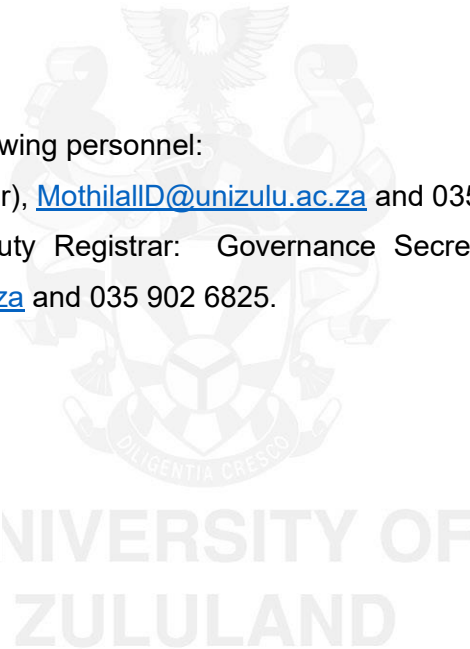 wing personnel:
r), MothilallD@unizulu.ac.za and 035
uty Registrar: Governance Secre
za and 035 902 6825.
DILIGENTIA CRESCO
NIVERSITY OF
ZULULAND